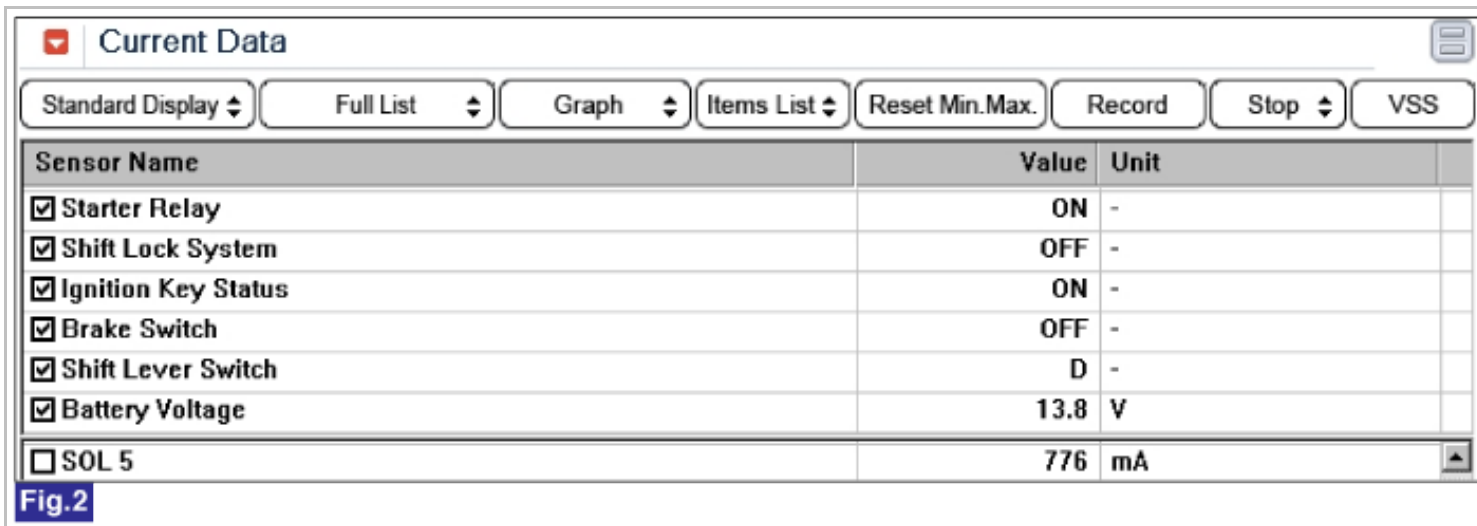 Current Data
Standard Display Full List Graph Items List Reset Min.Max. Record Stop VSS
Sensor Name Value Unit
Starter Relay ON -
Shift Lock System OFF -
Ignition Key Status ON -
Brake Switch OFF -
Shift Lever Switch D -
Battery Voltage 13.8 V
SOL 5 776 mA
Fig.2